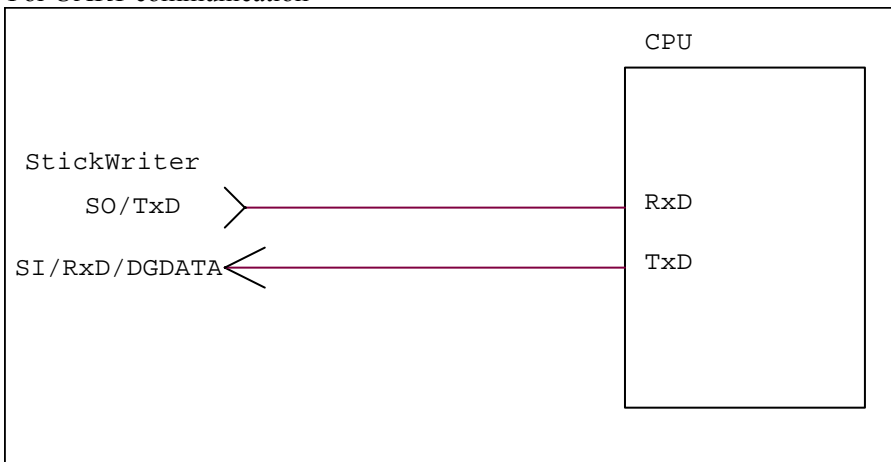 For UART communication
CPU
StickWriter
SO/TxD
RxD
SI/RxD/DGDATA
TxD